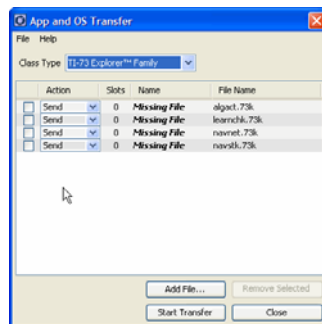 App and OS Transfer
File Help
Class Type TI-73 Explorer™ Family
Action Slots Name File Name
Send 0 Missing File algact.73k
Send 0 Missing File learnchk.73k
Send 0 Missing File navnet.73k
Send 0 Missing File navstk.73k
Add File... Remove Selected
Start Transfer Close